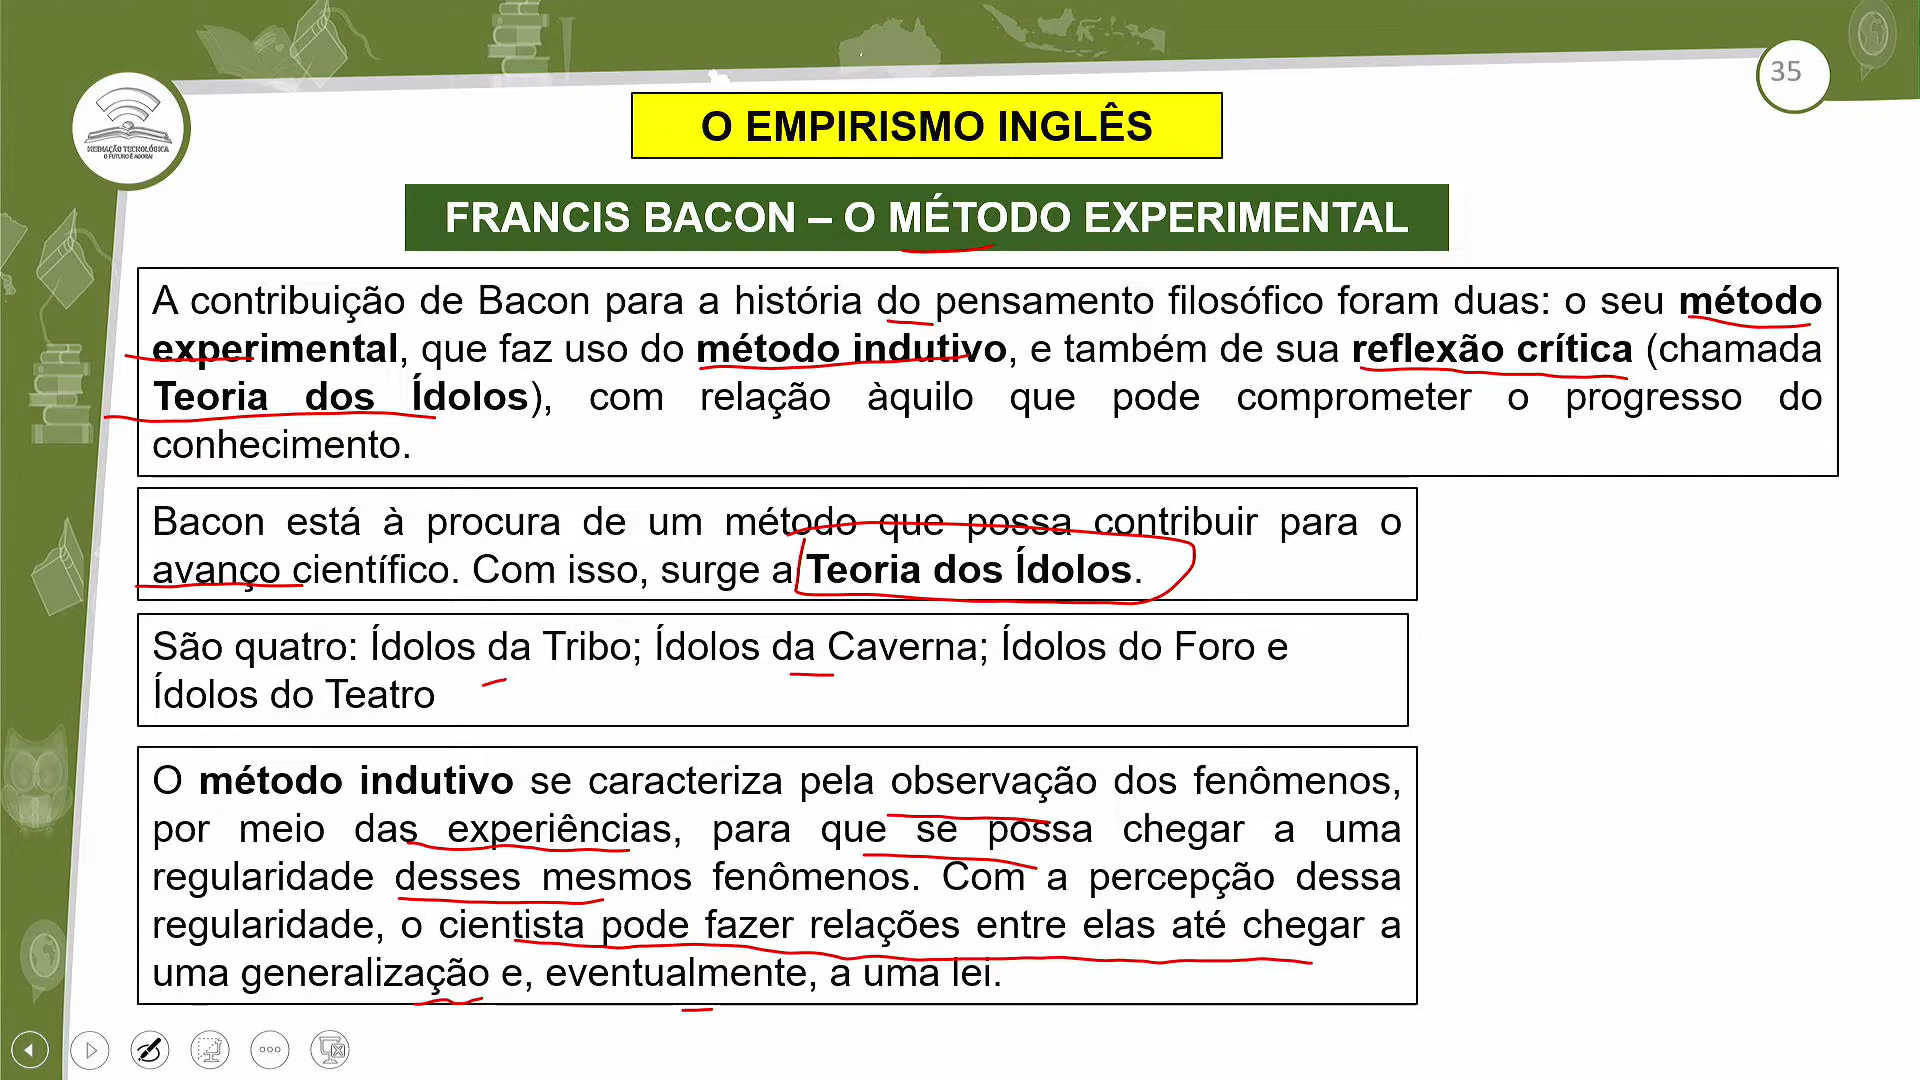 35
MEDIAÇÃO TECNOLÓGICA
O FUTURO É AGORA!
O EMPIRISMO INGLÊS
FRANCIS BACON – O MÉTODO EXPERIMENTAL
A contribuição de Bacon para a história do pensamento filosófico foram duas: o seu método
experimental, que faz uso do método indutivo, e também de sua reflexão crítica (chamada
Teoria dos Ídolos), com relação àquilo que pode comprometer o progresso do
conhecimento.
Bacon está à procura de um método que possa contribuir para o
avanço científico. Com isso, surge a Teoria dos Ídolos.
São quatro: Ídolos da Tribo; Ídolos da Caverna; Ídolos do Foro e
Ídolos do Teatro
O método indutivo se caracteriza pela observação dos fenômenos,
por meio das experiências, para que se possa chegar a uma
regularidade desses mesmos fenômenos. Com a percepção dessa
regularidade, o cientista pode fazer relações entre elas até chegar a
uma generalização e, eventualmente, a uma lei.